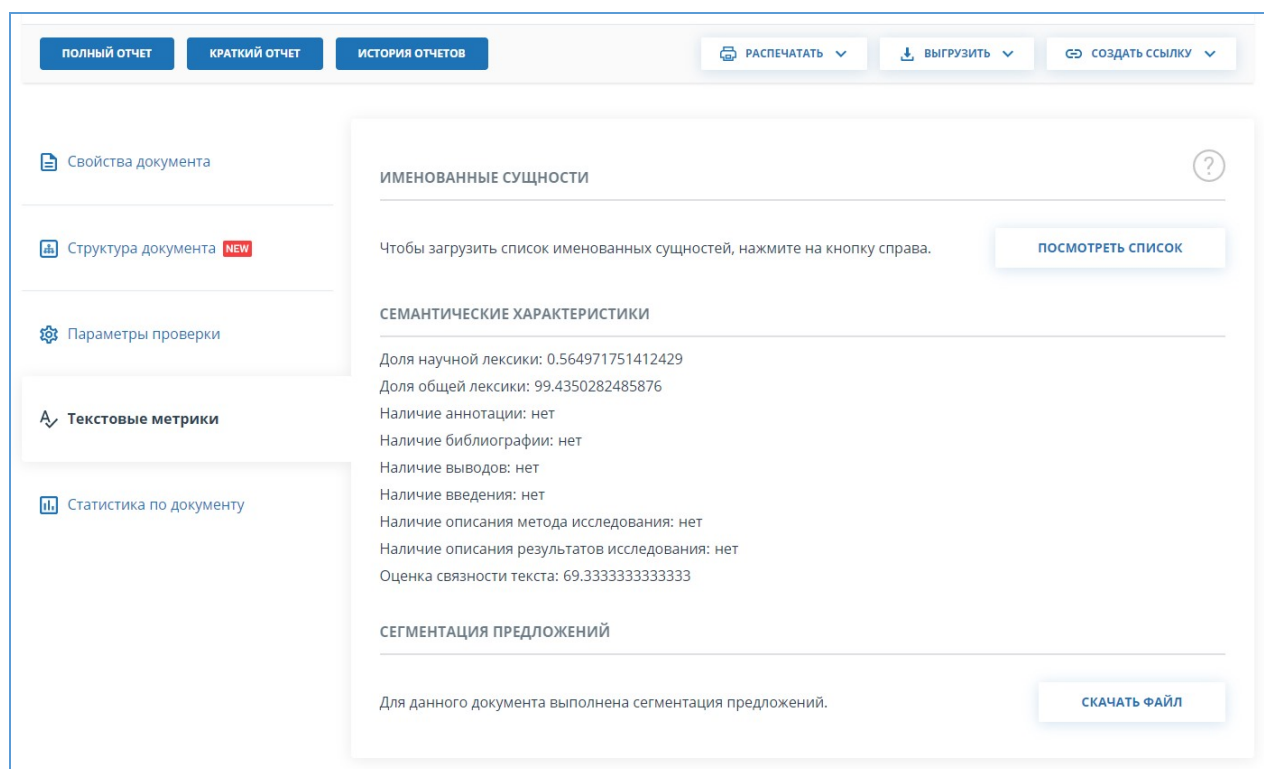 ПОЛНЫЙ ОТЧЕТ КРАТКИЙ ОТЧЕТ ИСТОРИЯ ОТЧЕТОВ РАСПЕЧАТАТЬ ВЫГРУЗИТЬ СОЗДАТЬ ССЫЛКУ
Свойства документа
Структура документа NEW
Параметры проверки
Текстовые метрики
Статистика по документу
ИМЕНОВАННЫЕ СУЩНОСТИ ?
Чтобы загрузить список именованных сущностей, нажмите на кнопку справа. ПОСМОТРЕТЬ СПИСОК
СЕМАНТИЧЕСКИЕ ХАРАКТЕРИСТИКИ
Доля научной лексики: 0.564971751412429
Доля общей лексики: 99.4350282485876
Наличие аннотации: нет
Наличие библиографии: нет
Наличие выводов: нет
Наличие введения: нет
Наличие описания метода исследования: нет
Наличие описания результатов исследования: нет
Оценка связности текста: 69.3333333333333
СЕГМЕНТАЦИЯ ПРЕДЛОЖЕНИЙ
Для данного документа выполнена сегментация предложений. СКАЧАТЬ ФАЙЛ